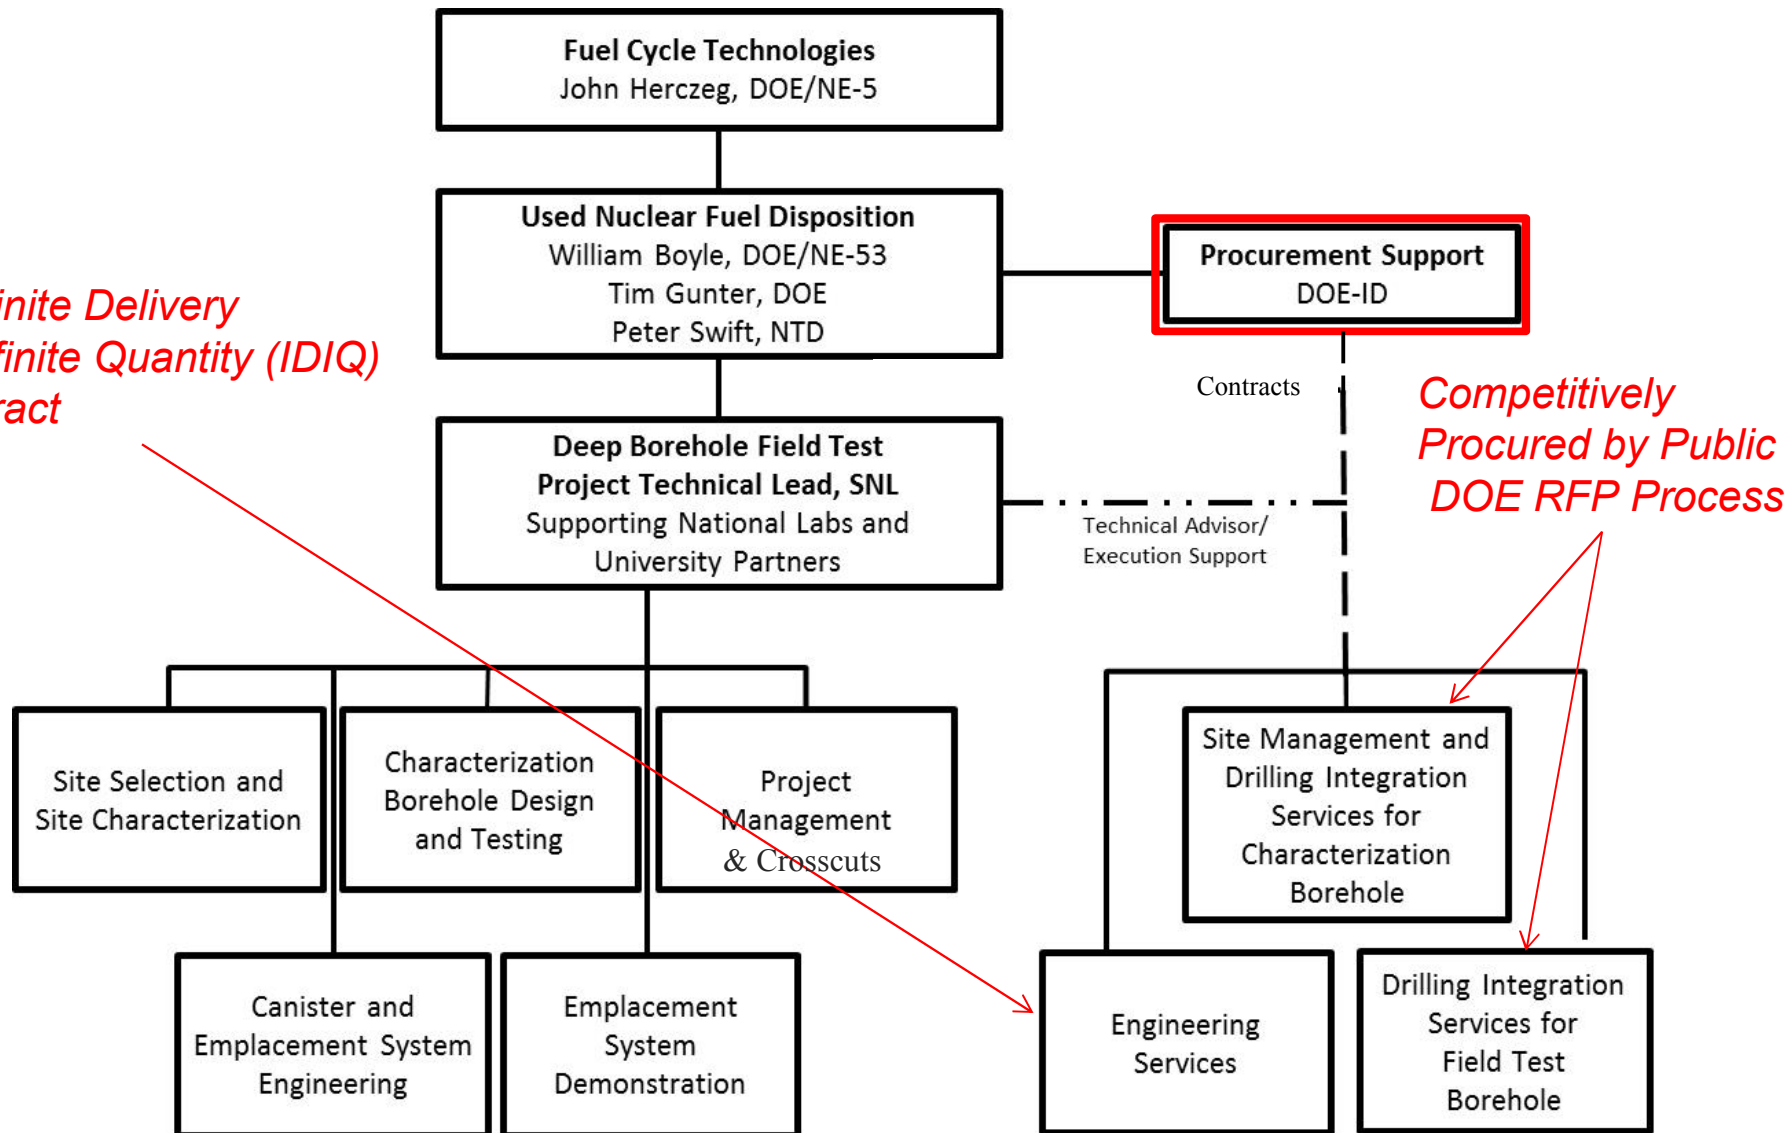 Fuel Cycle Technologies
John Herczeg, DOE/NE-5
Used Nuclear Fuel Disposition
William Boyle, DOE/NE-53
Tim Gunter, DOE
Peter Swift, NTD
Procurement Support
DOE-ID
inite Delivery
finite Quantity (IDIQ)
ract
Contracts
Competitively
Procured by Public
DOE RFP Process
Deep Borehole Field Test
Project Technical Lead, SNL
Supporting National Labs and
University Partners
Technical Advisor/
Execution Support
Site Selection and
Site Characterization
Characterization
Borehole Design
and Testing
Project
Management
& Crosscuts
Site Management and
Drilling Integration
Services for
Characterization
Borehole
Canister and
Emplacement System
Engineering
Emplacement
System
Demonstration
Engineering
Services
Drilling Integration
Services for
Field Test
Borehole